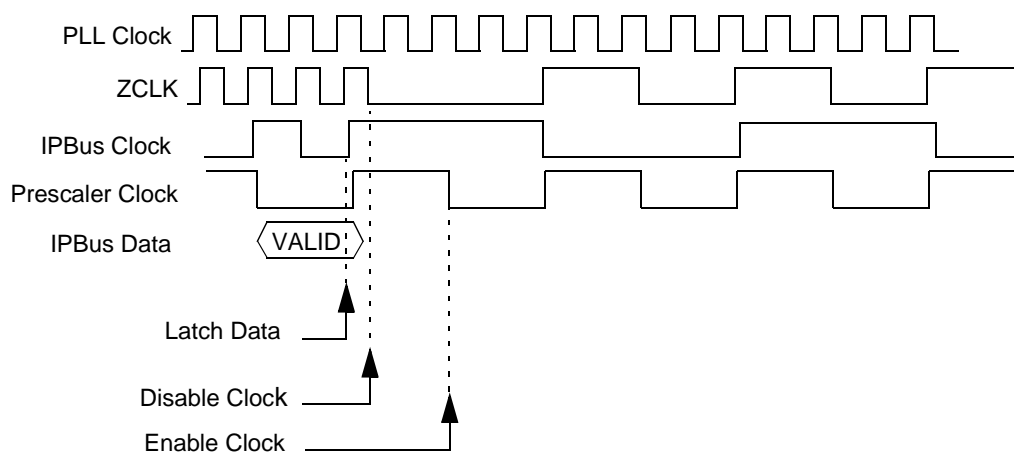 PLL Clock
ZCLK
IPBus Clock
Prescaler Clock
IPBus Data
VALID
Latch Data
Disable Clock
Enable Clock